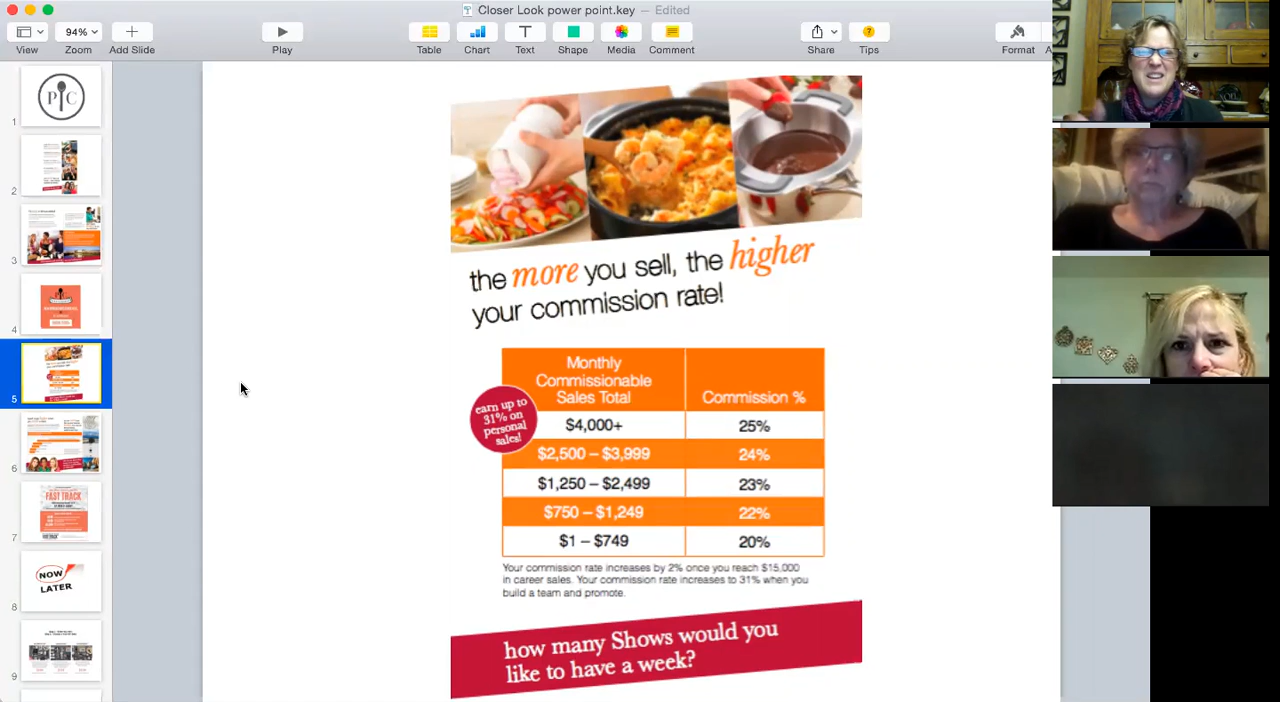 Closer Look power point.key — Edited
94%
View
Zoom
Add Slide
Play
Table
Chart
Text
Shape
Media
Comment
Share
Tips
Format
1
2
3
4
5
6
7
8
9
P C
FAST TRACK
NOW
LATER
the more you sell, the higher
your commission rate!
Monthly
Commissionable
Sales Total
Commission %
earn up to
31% on
personal
sales!
$4,000+ 25%
$2,500 – $3,999 24%
$1,250 – $2,499 23%
$750 – $1,249 22%
$1 – $749 20%
Your commission rate increases by 2% once you reach $15,000
in career sales. Your commission rate increases to 31% when you
build a team and promote.
how many Shows would you
like to have a week?